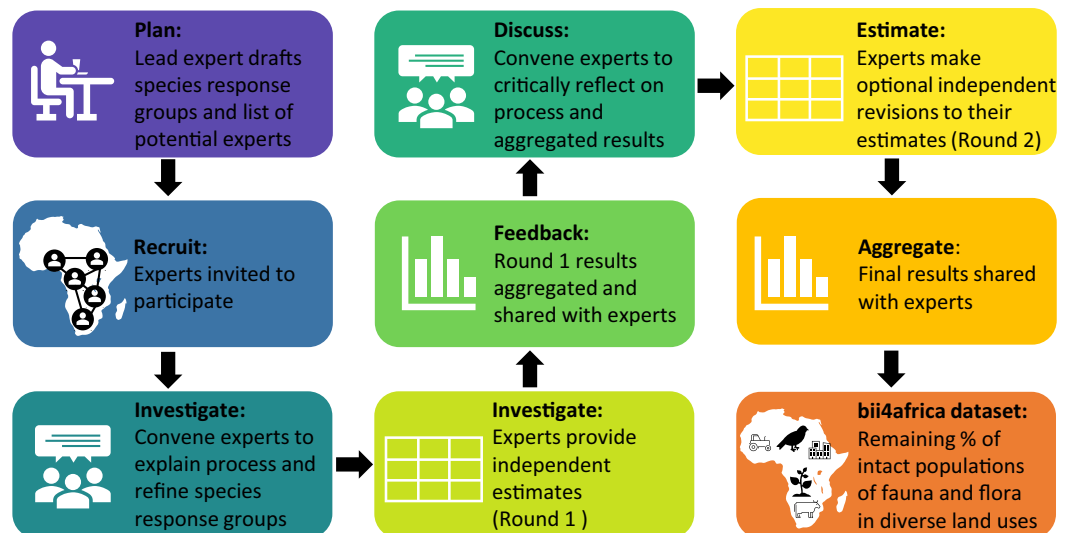 Plan:
Lead expert drafts
species response
groups and list of
potential experts
Recruit:
Experts invited to
participate
Investigate:
Convene experts to
explain process and
refine species
response groups
Investigate:
Experts provide
independent
estimates
(Round 1 )
Feedback:
Round 1 results
aggregated and
shared with experts
Discuss:
Convene experts to
critically reflect on
process and
aggregated results
Estimate:
Experts make
optional independent
revisions to their
estimates (Round 2)
Aggregate:
Final results shared
with experts
bii4africa dataset:
Remaining % of
intact populations
of fauna and flora
in diverse land uses